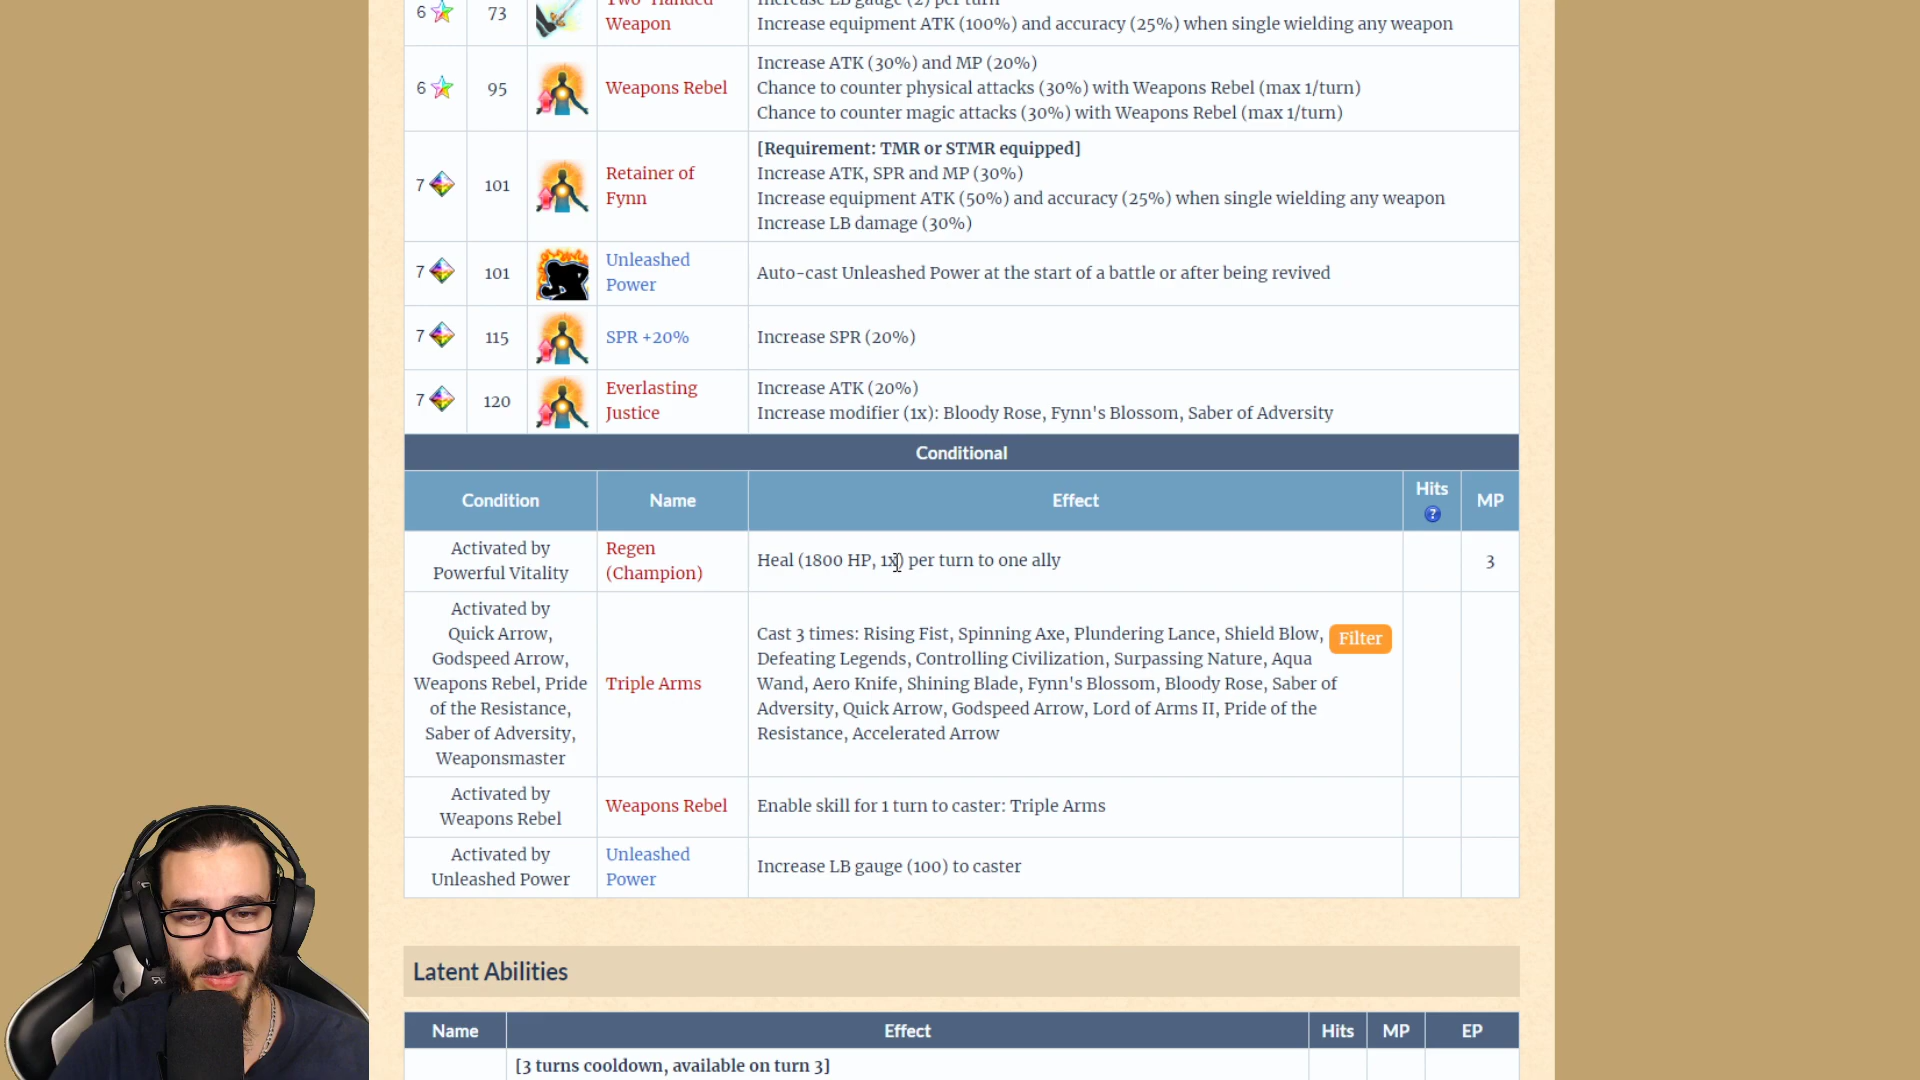 6 73 Two-Handed Weapon
Increase LB gauge (2) per turn
Increase equipment ATK (100%) and accuracy (25%) when single wielding any weapon
6 95 Weapons Rebel
Increase ATK (30%) and MP (20%)
Chance to counter physical attacks (30%) with Weapons Rebel (max 1/turn)
Chance to counter magic attacks (30%) with Weapons Rebel (max 1/turn)
7 101 Retainer of
Fynn
[Requirement: TMR or STMR equipped]
Increase ATK, SPR and MP (30%)
Increase equipment ATK (50%) and accuracy (25%) when single wielding any weapon
Increase LB damage (30%)
7 101 Unleashed
Power
Auto-cast Unleashed Power at the start of a battle or after being revived
7 115 SPR +20%
Increase SPR (20%)
7 120 Everlasting
Justice
Increase ATK (20%)
Increase modifier (1x): Bloody Rose, Fynn's Blossom, Saber of Adversity
Conditional
Condition Name Effect Hits ? MP
Activated by
Powerful Vitality
Regen
(Champion)
Heal (1800 HP, 1x) per turn to one ally
3
Activated by
Quick Arrow,
Godspeed Arrow,
Weapons Rebel, Pride
of the Resistance,
Saber of Adversity,
Weaponsmaster
Triple Arms
Cast 3 times: Rising Fist, Spinning Axe, Plundering Lance, Shield Blow,
Defeating Legends, Controlling Civilization, Surpassing Nature, Aqua
Wand, Aero Knife, Shining Blade, Fynn's Blossom, Bloody Rose, Saber of
Adversity, Quick Arrow, Godspeed Arrow, Lord of Arms II, Pride of the
Resistance, Accelerated Arrow
Filter
Activated by
Weapons Rebel
Weapons Rebel
Enable skill for 1 turn to caster: Triple Arms
Activated by
Unleashed Power
Unleashed
Power
Increase LB gauge (100) to caster
Latent Abilities
Name Effect Hits MP EP
[3 turns cooldown, available on turn 3]